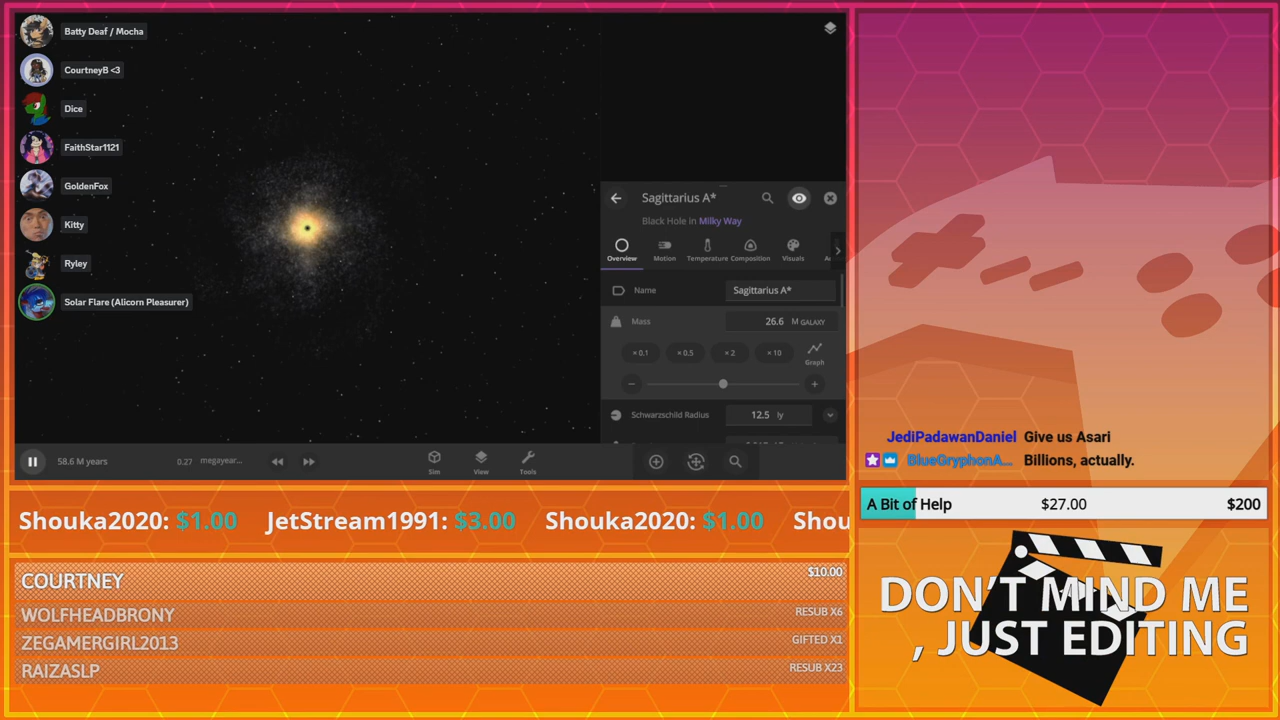 Batty Deaf / Mocha
CourtneyB <3
Dice
FaithStar1121
GoldenFox
Kitty
Ryley
Solar Flare (Alicorn Pleasurer)
Sagittarius A*
Black Hole in Milky Way
Overview Motion Temperature Composition Visuals
Name Sagittarius A*
Mass 26.6 M GALAXY
×0.1 ×0.5 ×2 ×10 Graph
Schwarzschild Radius 12.5 ly
58.6 M years 0.27 megayear... Sim View Tools
JediPadawanDaniel Give us Asari
BlueGryphonA... Billions, actually.
A Bit of Help $27.00 $200
Shouka2020: $1.00 JetStream1991: $3.00 Shouka2020: $1.00 Shou
COURTNEY $10.00
WOLFHEADBRONY RESUB X6
ZEGAMERGIRL2013 GIFTED X1
RAIZASLP RESUB X23
DON'T MIND ME
, JUST EDITING